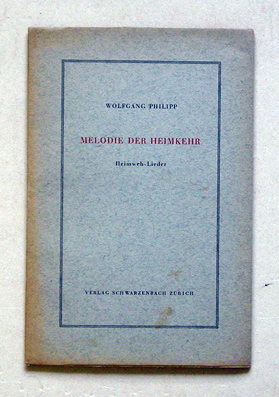 WOLFGANG PHILIPP
MELODIE DER HEIMKEHR
Heimweh-Lieder
VERLAG SCHWARZENBACH ZÜRICH